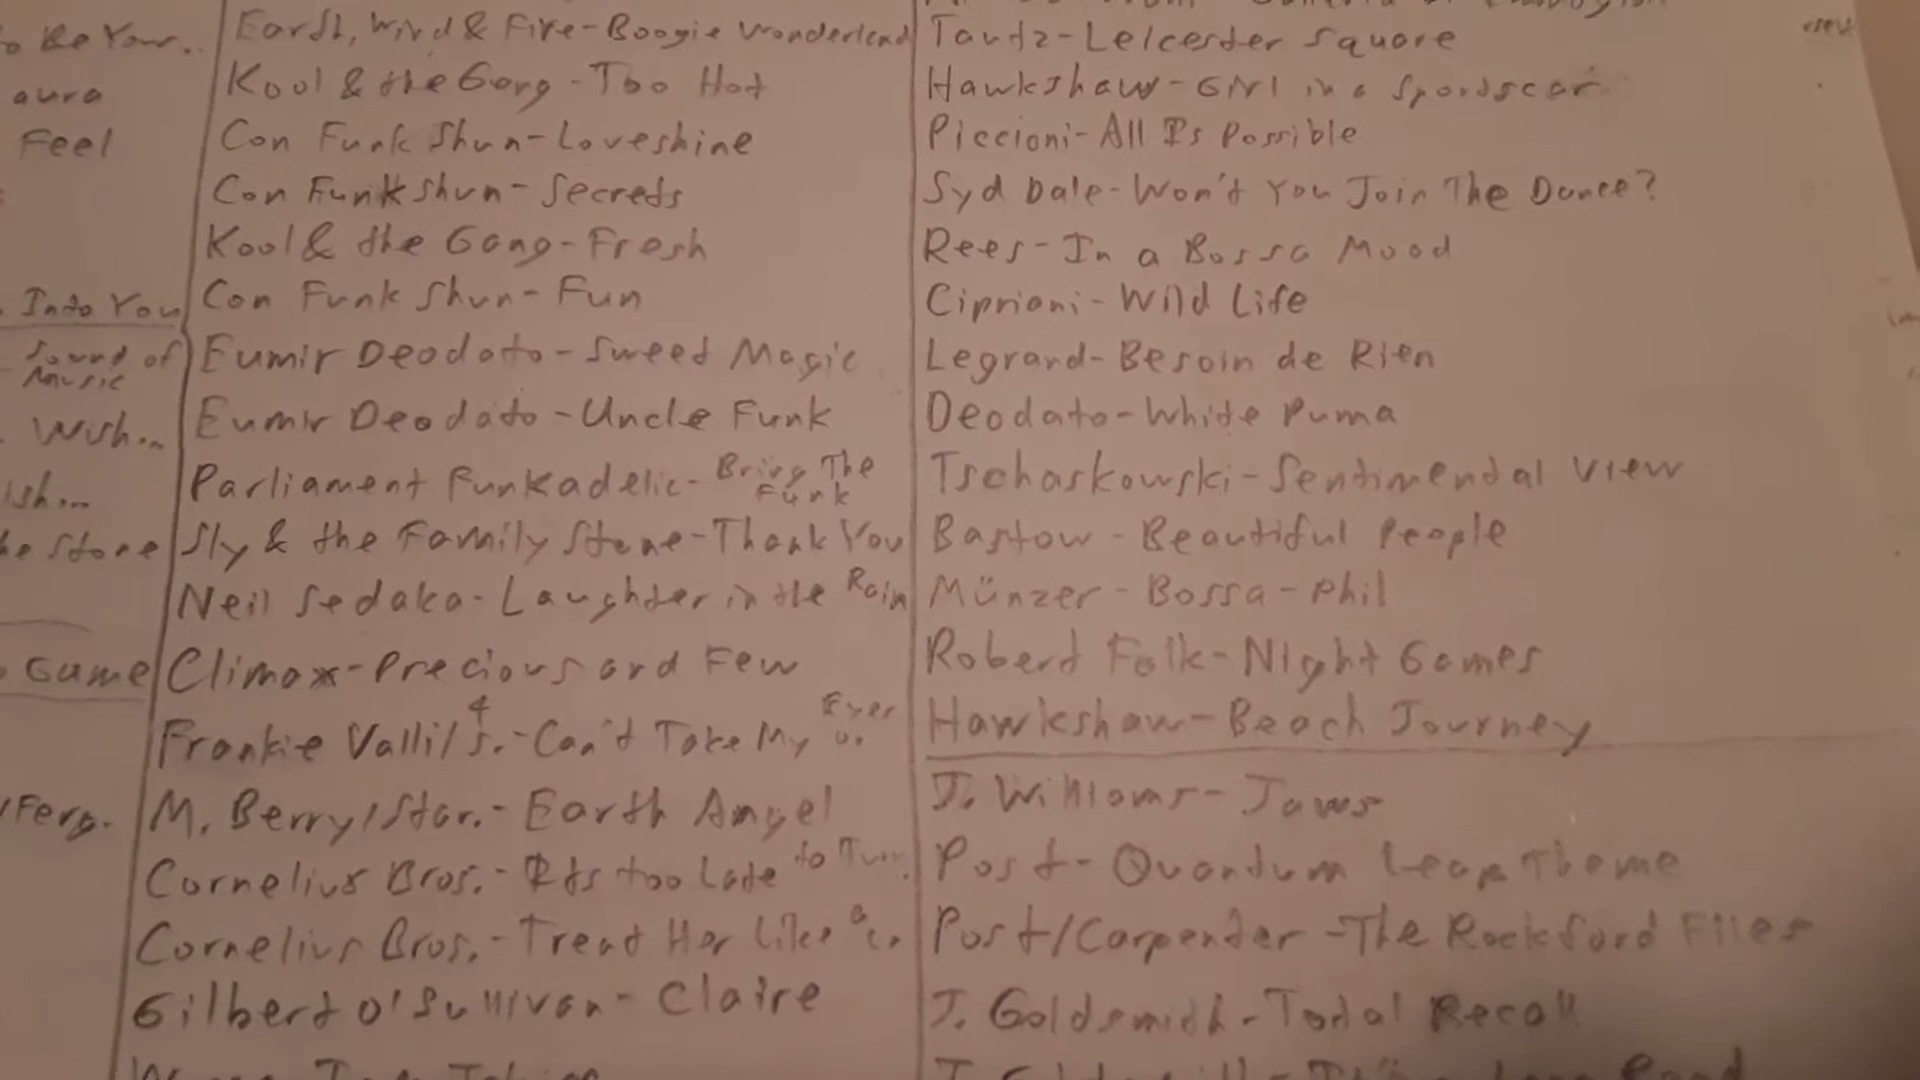 o Be Your..
aura
Feel
Into You
Sound of
Music
Wish...
ish...
he Stone
Game
/Ferg.
Earth, Wind & Fire-Boogie Wonderland
Kool & the Gang-Too Hot
Con Funk Shun-Loveshine
Con Funk Shun-Secrets
Kool & the Gang-Fresh
Con Funk Shun-Fun
Eumir Deodato-Sweet Magic
Eumir Deodato-Uncle Funk
Parliament Funkadelic-Bring The Funk
Sly & the Family Stone-Thank You
Neil Sedaka-Laughter in the Rain
Climax-Precious and Few
Frankie Valli/4 S.-Can't Take My Eyes O.
M. Berry/Star.-Earth Angel
Cornelius Bros.-Its too Late to Turn.
Cornelius Bros.-Treat Her Like a
Gilbert O'Sullivan-Claire
Tautz-Leicester Square
Hawkshaw-Girl in a Sportscar
Piccioni-All Is Possible
Syd Dale-Won't You Join The Dance?
Rees-In a Bossa Mood
Cipriani-Wild Life
Legrand-Besoin de Rien
Deodato-White Puma
Tschaskowski-Sentimental View
Bastow-Beautiful People
Münzer-Bossa-Phil
Robert Folk-Night Games
Hawkshaw-Beach Journey
J. Williams-Jaws
Post-Quantum Leap Theme
Post/Carpenter-The Rockford Files
J. Goldsmith-Total Recall